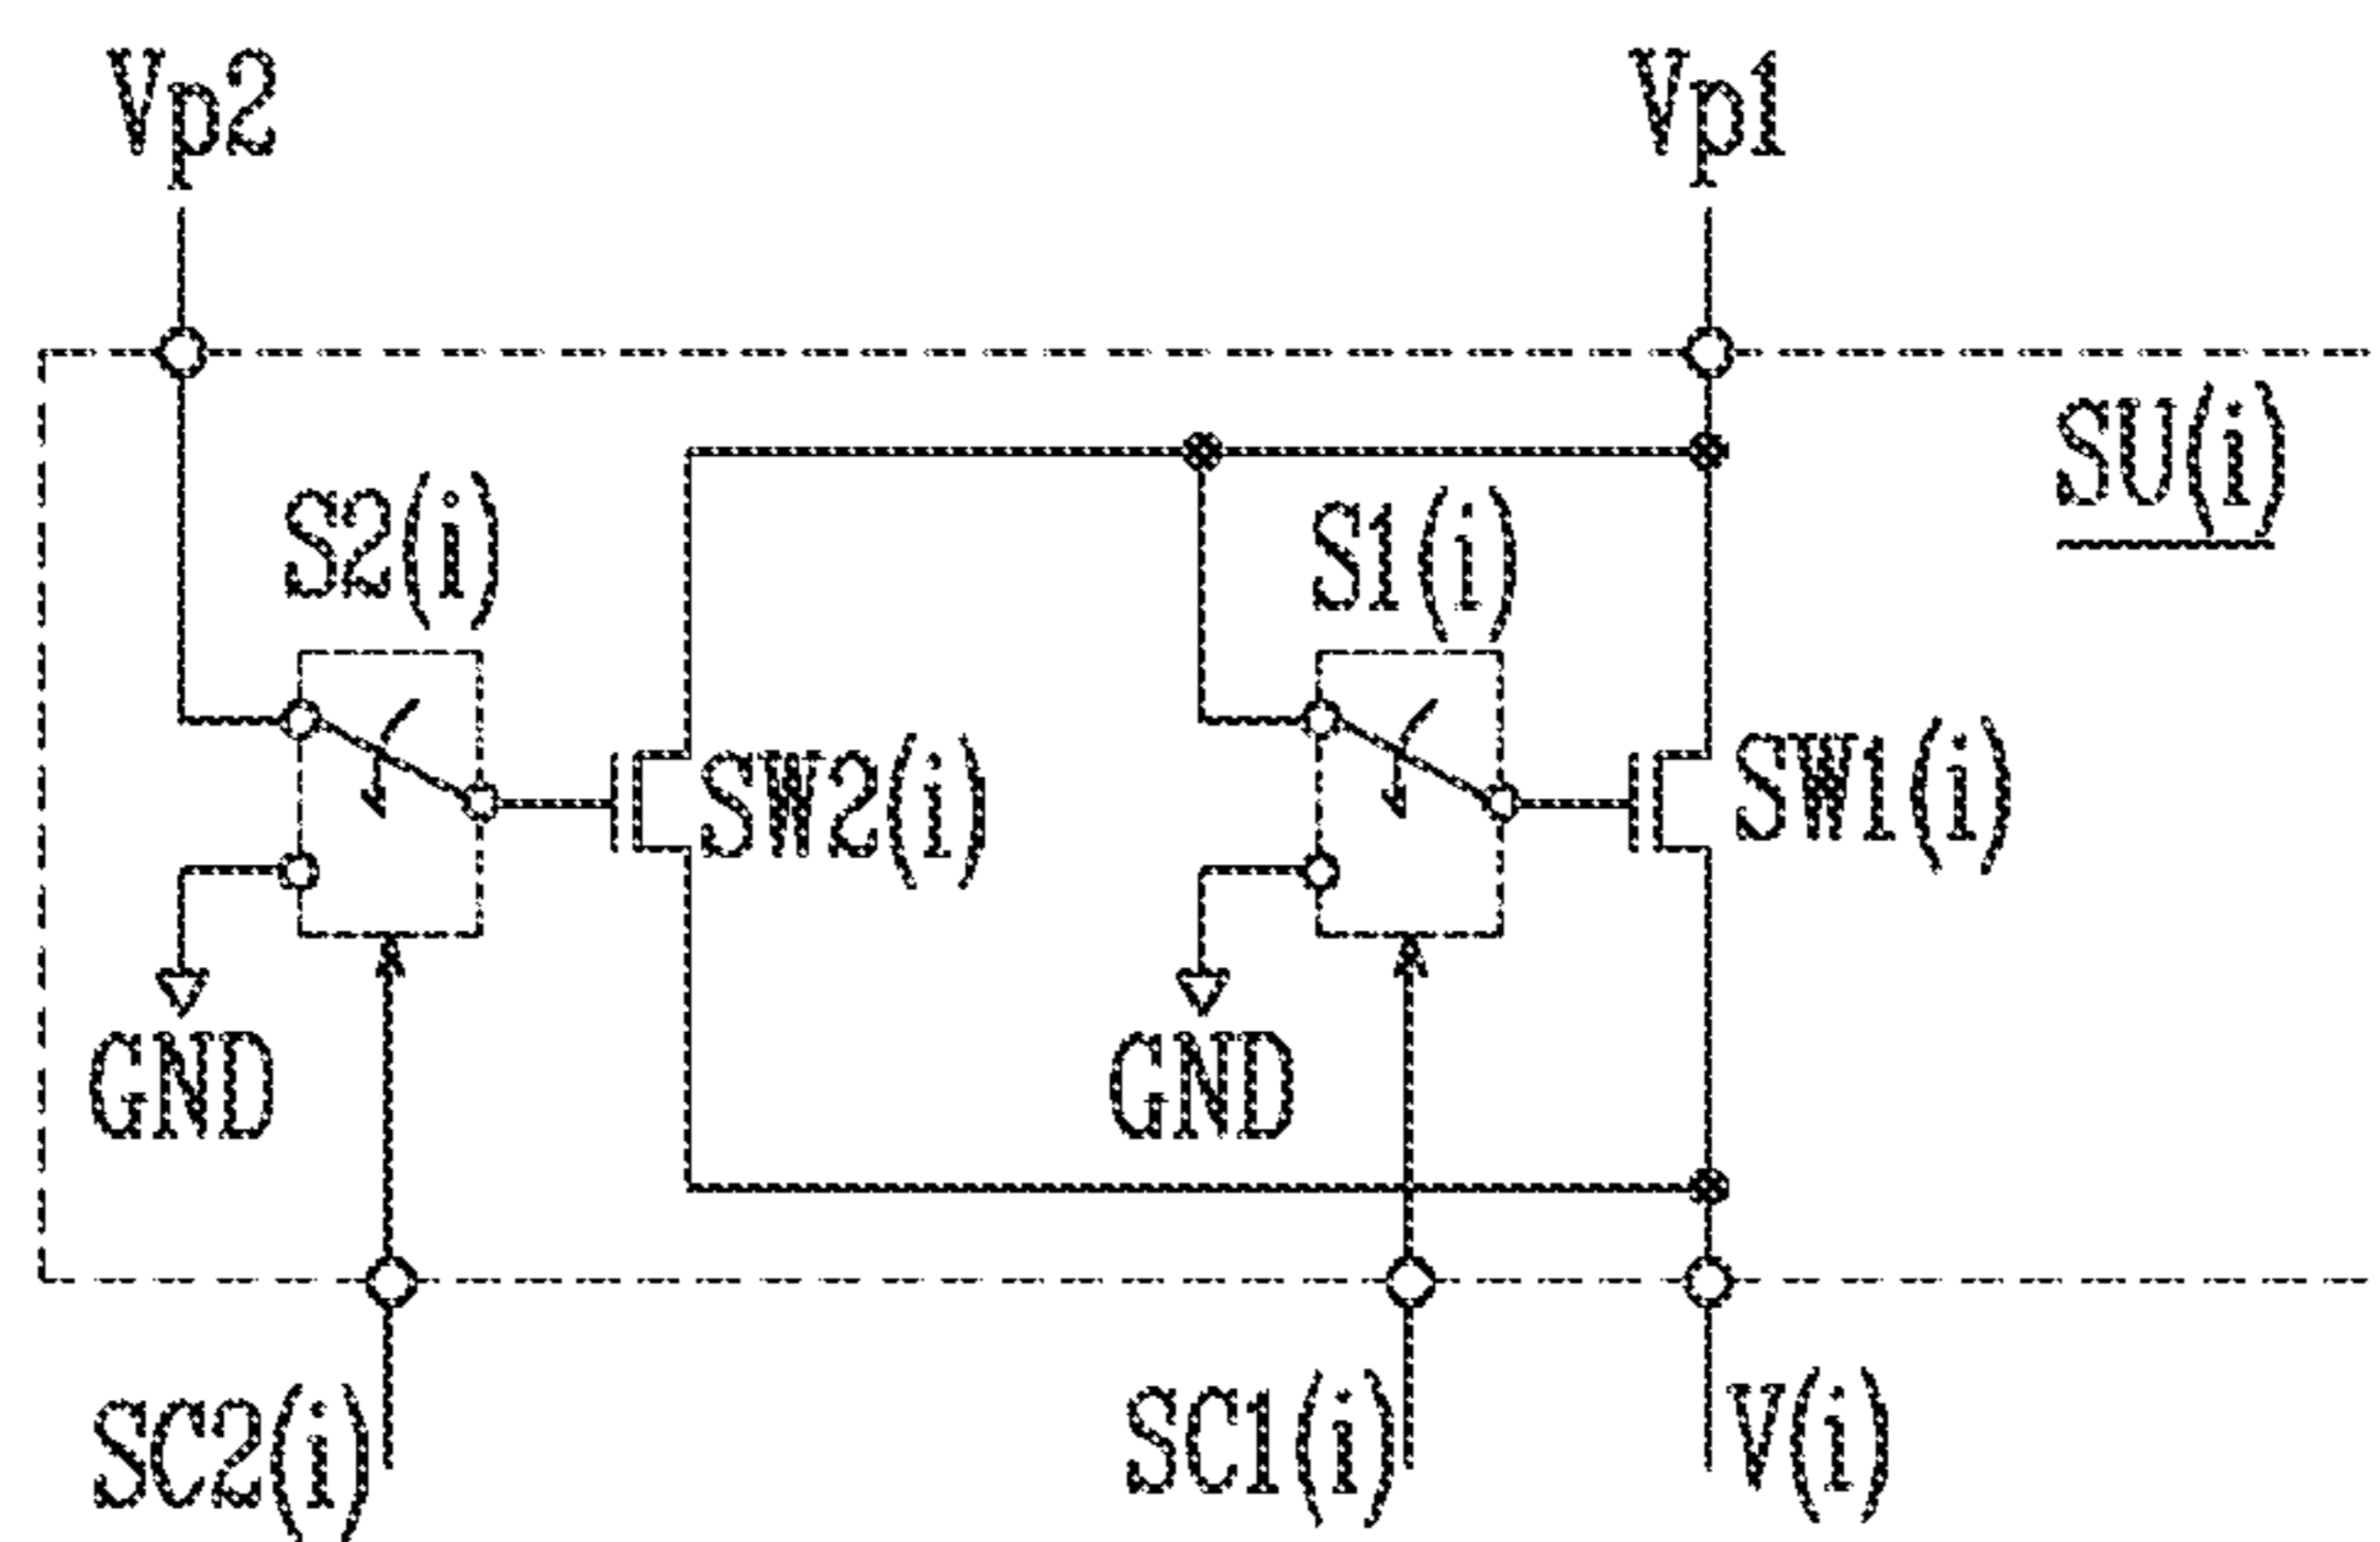 Vp2
Vp1
SU(i)
S2(i)
S1(i)
SW2(i)
SW1(i)
GND
GND
SC2(i)
SC1(i)
V(i)